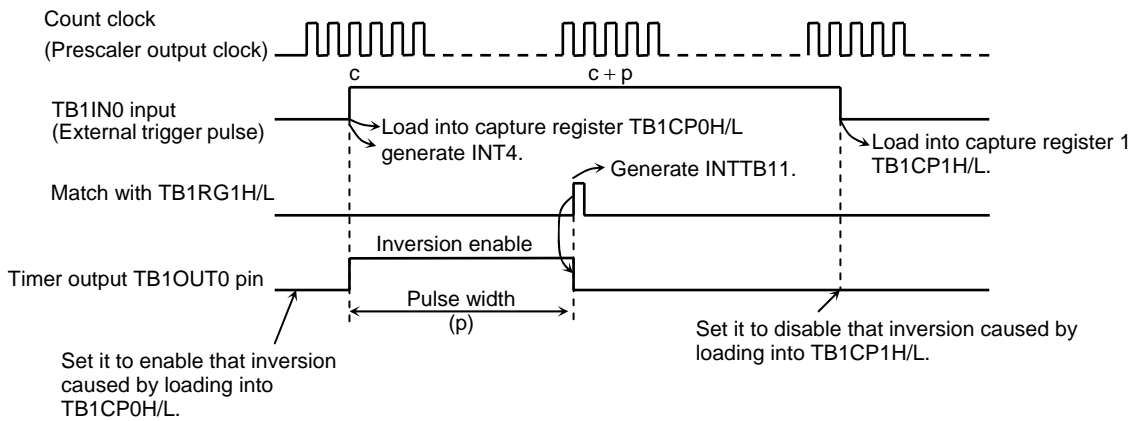 Count clock
(Prescaler output clock)
c
c + p
TB1IN0 input
(External trigger pulse)
Load into capture register TB1CP0H/L
generate INT4.
Load into capture register 1
TB1CP1H/L.
Generate INTTB11.
Match with TB1RG1H/L
Inversion enable
Timer output TB1OUT0 pin
Pulse width
(p)
Set it to enable that inversion
caused by loading into
TB1CP0H/L.
Set it to disable that inversion caused by
loading into TB1CP1H/L.